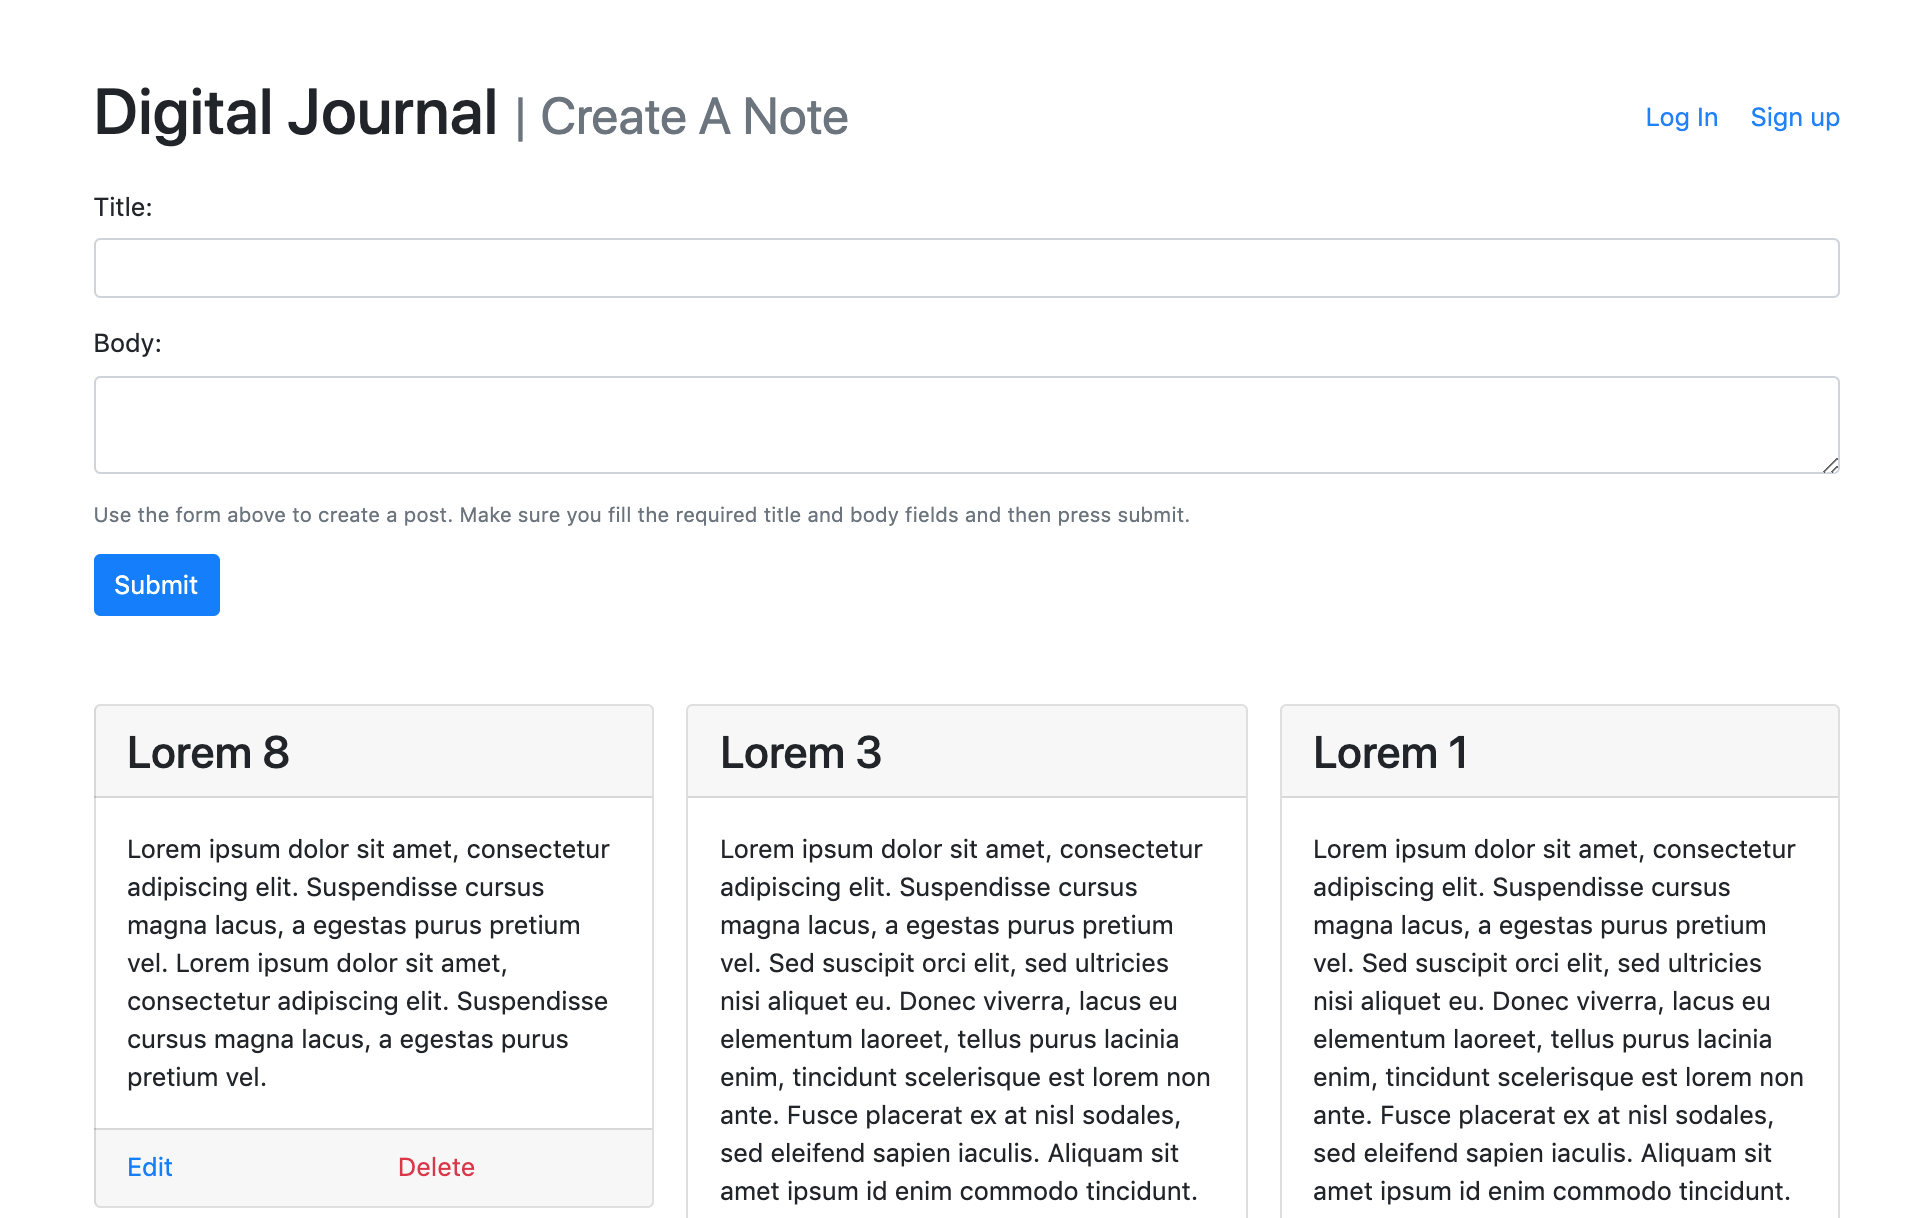 Digital Journal | Create A Note
Log In Sign up
Title:
Body:
Use the form above to create a post. Make sure you fill the required title and body fields and then press submit.
Submit
Lorem 8
Lorem ipsum dolor sit amet, consectetur
adipiscing elit. Suspendisse cursus
magna lacus, a egestas purus pretium
vel. Lorem ipsum dolor sit amet,
consectetur adipiscing elit. Suspendisse
cursus magna lacus, a egestas purus
pretium vel.
Edit Delete
Lorem 3
Lorem ipsum dolor sit amet, consectetur
adipiscing elit. Suspendisse cursus
magna lacus, a egestas purus pretium
vel. Sed suscipit orci elit, sed ultricies
nisi aliquet eu. Donec viverra, lacus eu
elementum laoreet, tellus purus lacinia
enim, tincidunt scelerisque est lorem non
ante. Fusce placerat ex at nisl sodales,
sed eleifend sapien iaculis. Aliquam sit
amet ipsum id enim commodo tincidunt.
Lorem 1
Lorem ipsum dolor sit amet, consectetur
adipiscing elit. Suspendisse cursus
magna lacus, a egestas purus pretium
vel. Sed suscipit orci elit, sed ultricies
nisi aliquet eu. Donec viverra, lacus eu
elementum laoreet, tellus purus lacinia
enim, tincidunt scelerisque est lorem non
ante. Fusce placerat ex at nisl sodales,
sed eleifend sapien iaculis. Aliquam sit
amet ipsum id enim commodo tincidunt.